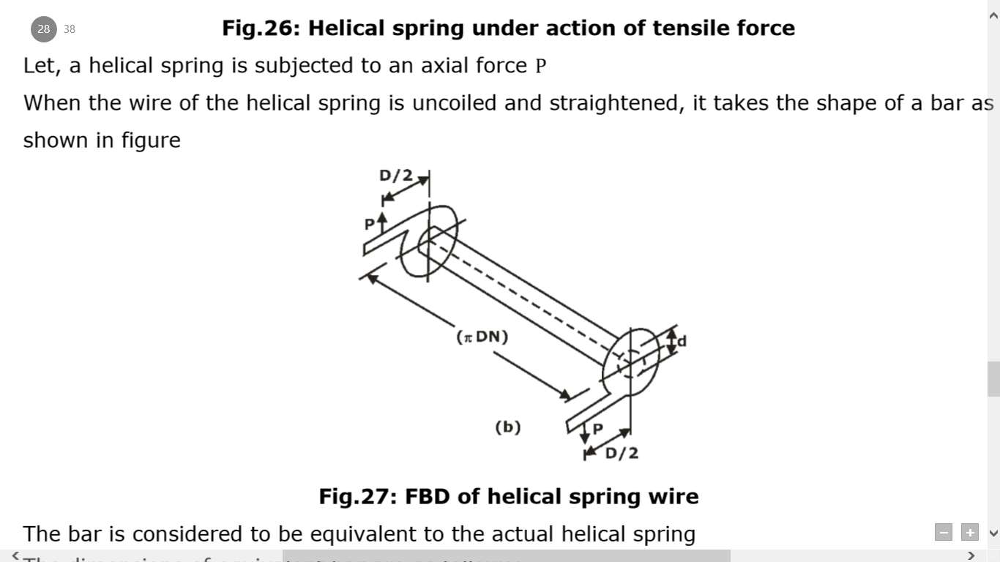 28 38
Fig.26: Helical spring under action of tensile force
Let, a helical spring is subjected to an axial force P
When the wire of the helical spring is uncoiled and straightened, it takes the shape of a bar as
shown in figure
D/2
P
(π DN)
d
(b)
P
D/2
Fig.27: FBD of helical spring wire
The bar is considered to be equivalent to the actual helical spring